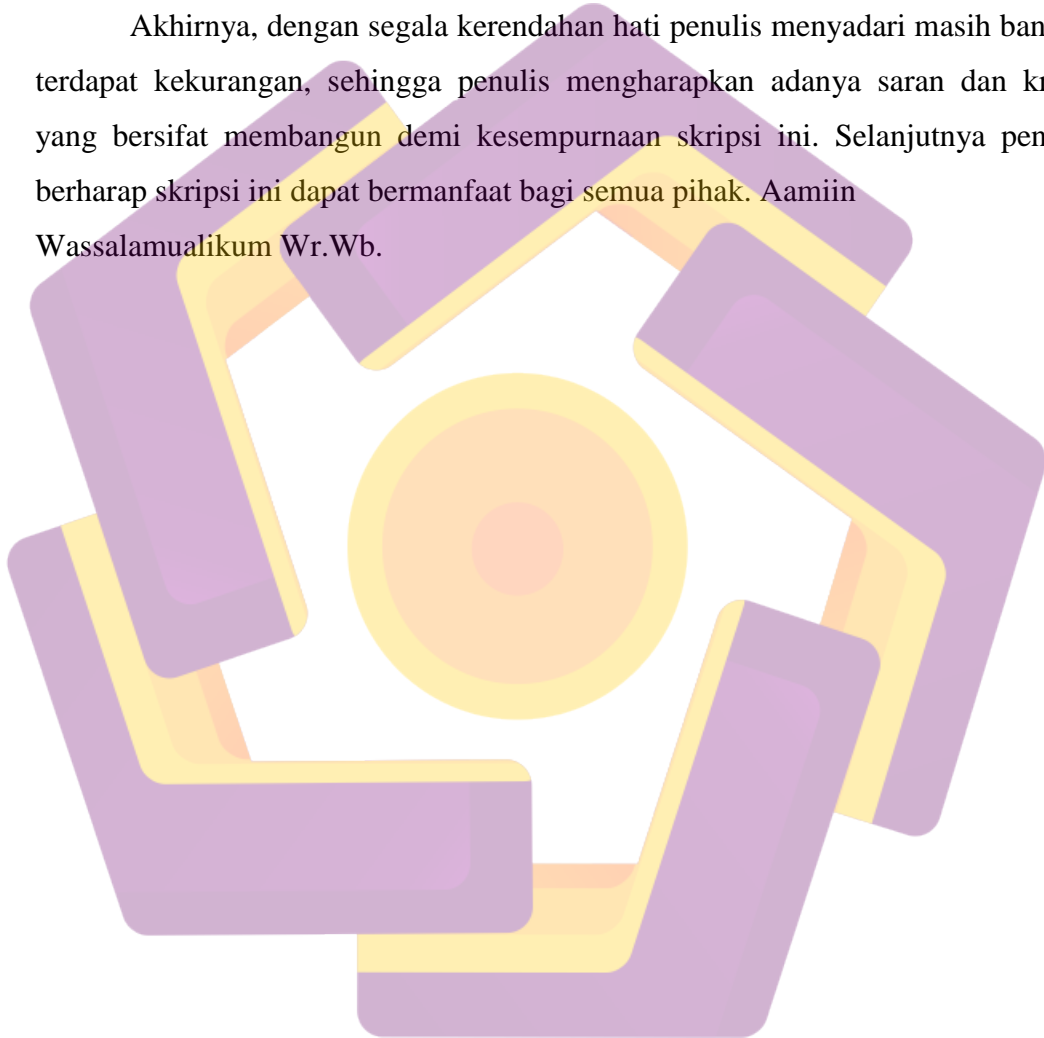 Akhirnya, dengan segala kerendahan hati penulis menyadari masih ban
terdapat kekurangan, sehingga penulis mengharapkan adanya saran dan kr
yang bersifat membangun demi kesempurnaan skripsi ini. Selanjutnya pen
berharap skripsi ini dapat bermanfaat bagi semua pihak. Aamiin
Wassalamualikum Wr.Wb.